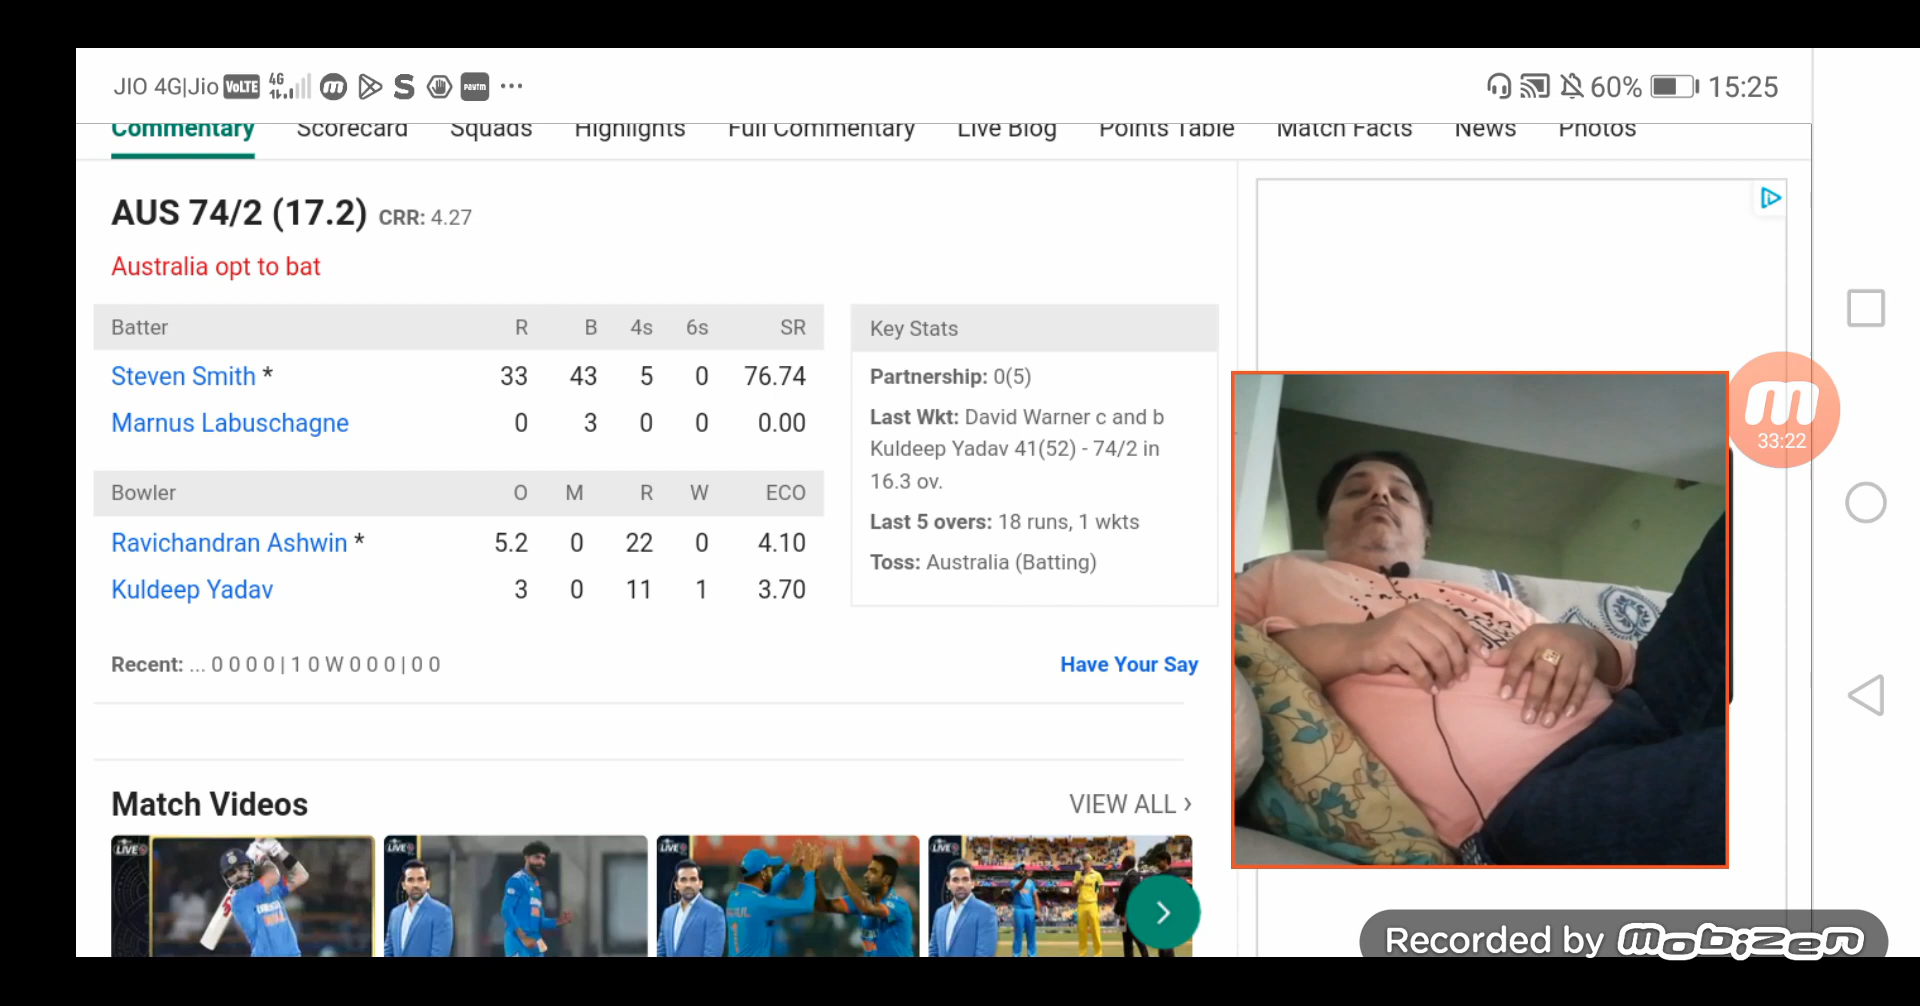 JIO 4G|Jio VoLTE 4G 60% 15:25
Commentary Scorecard Squads Highlights Full Commentary Live Blog Points Table Match Facts News Photos
AUS 74/2 (17.2) CRR: 4.27
Australia opt to bat
Batter R B 4s 6s SR
Steven Smith * 33 43 5 0 76.74
Marnus Labuschagne 0 3 0 0 0.00
Bowler O M R W ECO
Ravichandran Ashwin * 5.2 0 22 0 4.10
Kuldeep Yadav 3 0 11 1 3.70
Key Stats
Partnership: 0(5)
Last Wkt: David Warner c and b
Kuldeep Yadav 41(52) - 74/2 in
16.3 ov.
Last 5 overs: 18 runs, 1 wkts
Toss: Australia (Batting)
33:22
Recent: ... 0 0 0 0 | 1 0 W 0 0 0 | 0 0
Have Your Say
Match Videos
VIEW ALL ›
LIVE LIVE LIVE LIVE
Recorded by mobizen